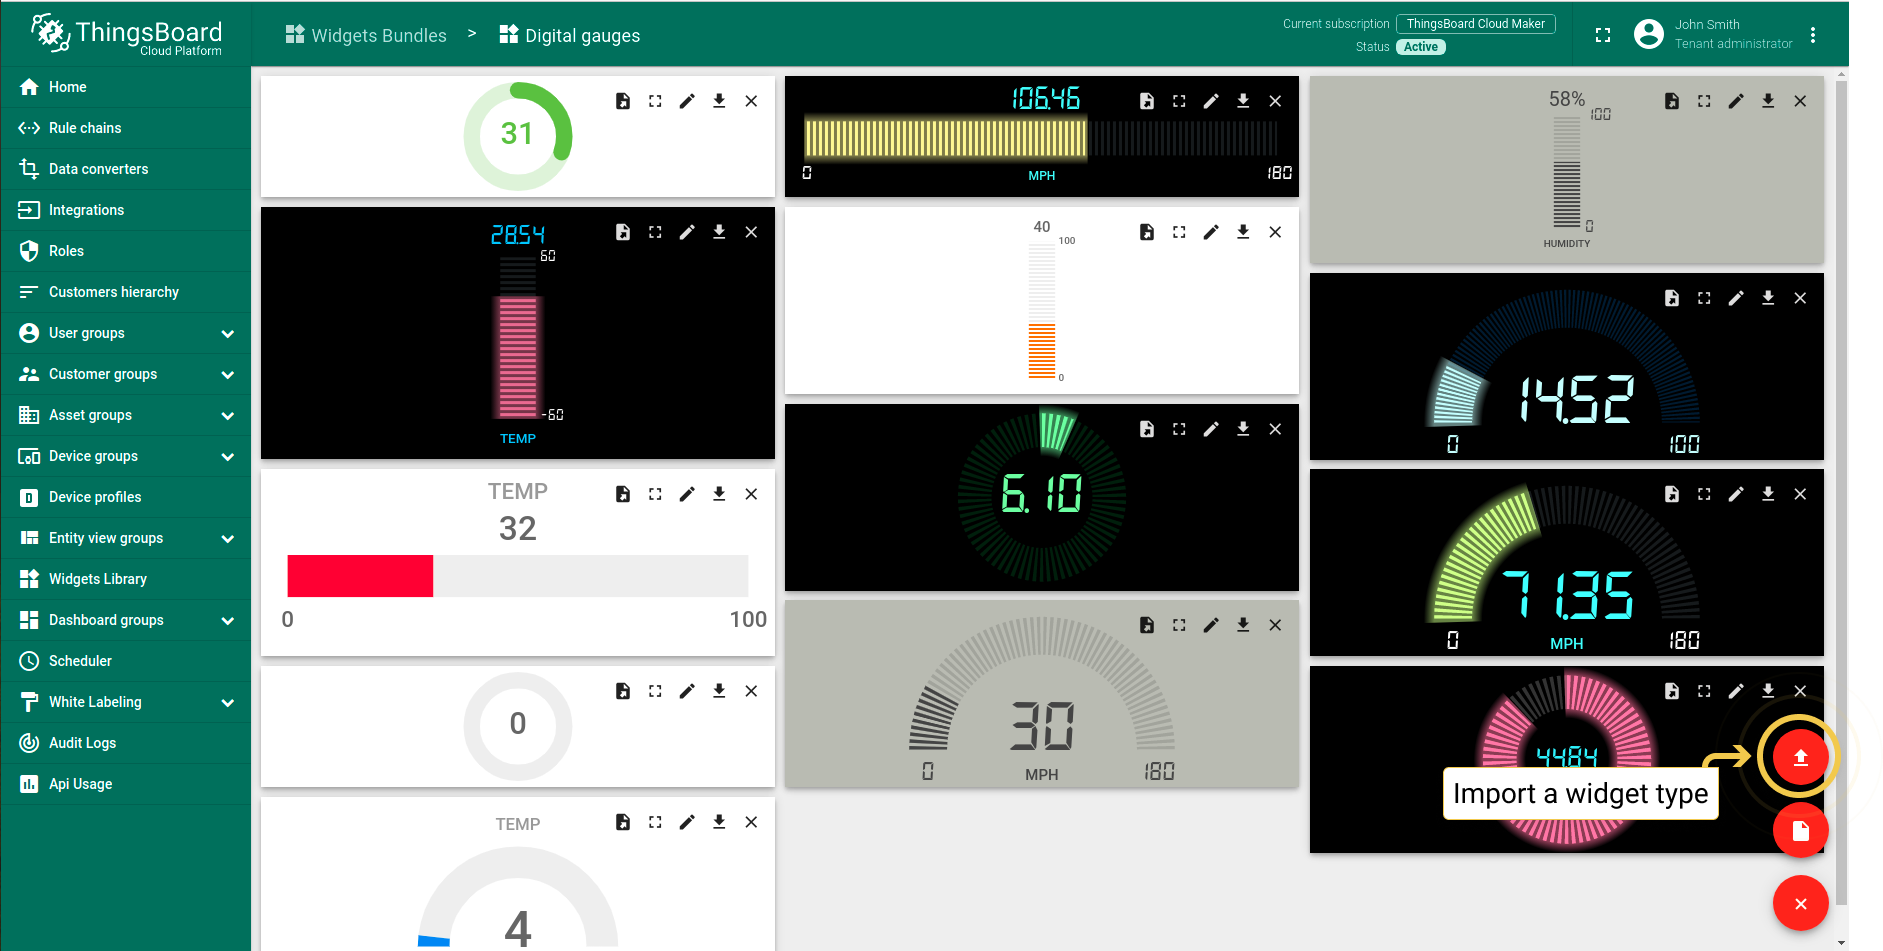 ThingsBoard
Cloud Platform
Widgets Bundles > Digital gauges
Current subscription ThingsBoard Cloud Maker
Status Active
John Smith
Tenant administrator
Home
Rule chains
Data converters
Integrations
Roles
Customers hierarchy
User groups
Customer groups
Asset groups
Device groups
Device profiles
Entity view groups
Widgets Library
Dashboard groups
Scheduler
White Labeling
Audit Logs
Api Usage
31
28.54
60
-60
TEMP
TEMP
32
0 100
0
TEMP
4
106.46
0 MPH 180
40
100
0
6.10
30
0 MPH 180
58%
100
0
HUMIDITY
14.52
0 100
71.35
0 MPH 180
44.84
Import a widget type